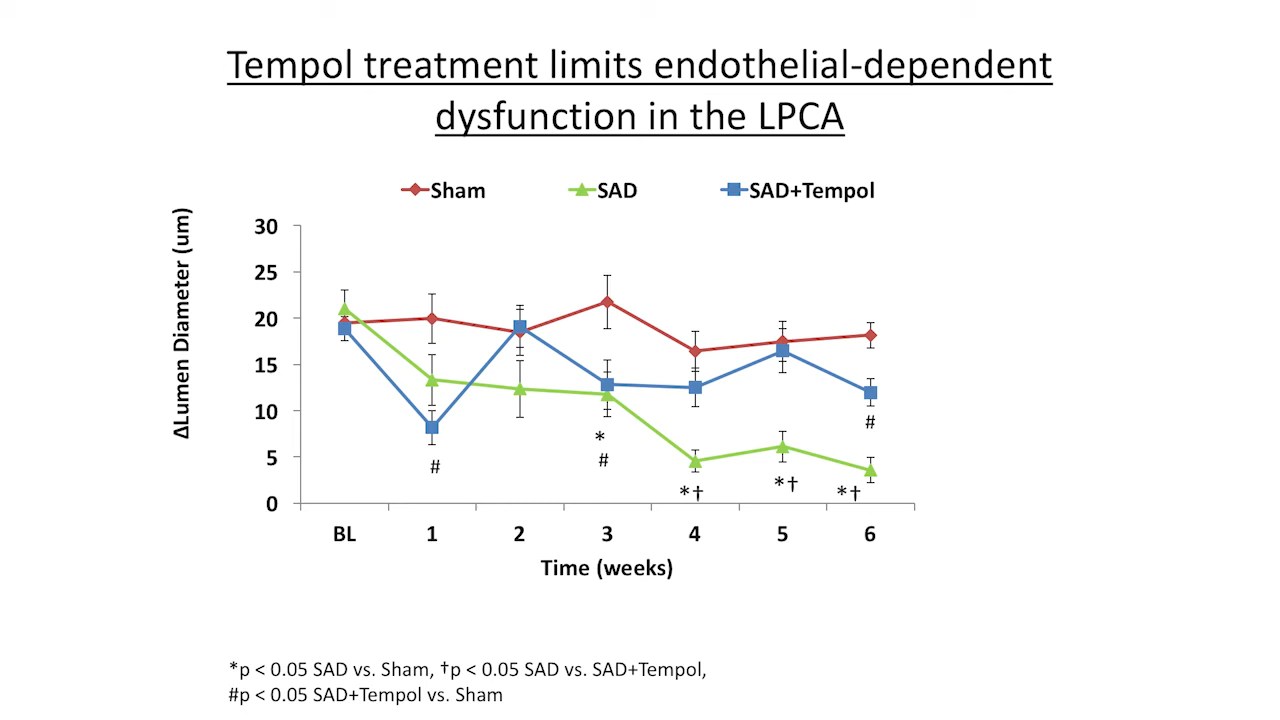 Tempol treatment limits endothelial-dependent
dysfunction in the LPCA
Sham SAD SAD+Tempol
ΔLumen Diameter (um)
30
25
20
15
10
5
0
*
#
#
#
*†
*†
*†
BL 1 2 3 4 5 6
Time (weeks)
*p < 0.05 SAD vs. Sham, †p < 0.05 SAD vs. SAD+Tempol,
#p < 0.05 SAD+Tempol vs. Sham